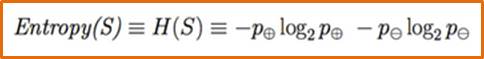 Entropy(S) ≡ H(S) ≡ −p⊕ log₂ p⊕ − p⊖ log₂ p⊖